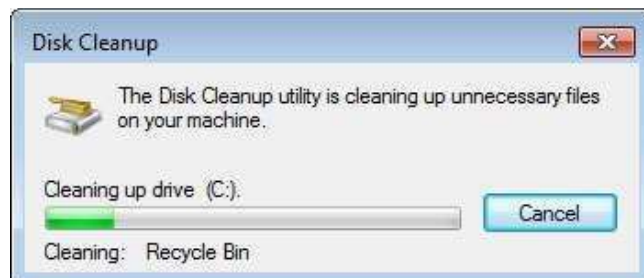 Disk Cleanup
The Disk Cleanup utility is cleaning up unnecessary files
on your machine.
Cleaning up drive (C:).
Cancel
Cleaning: Recycle Bin